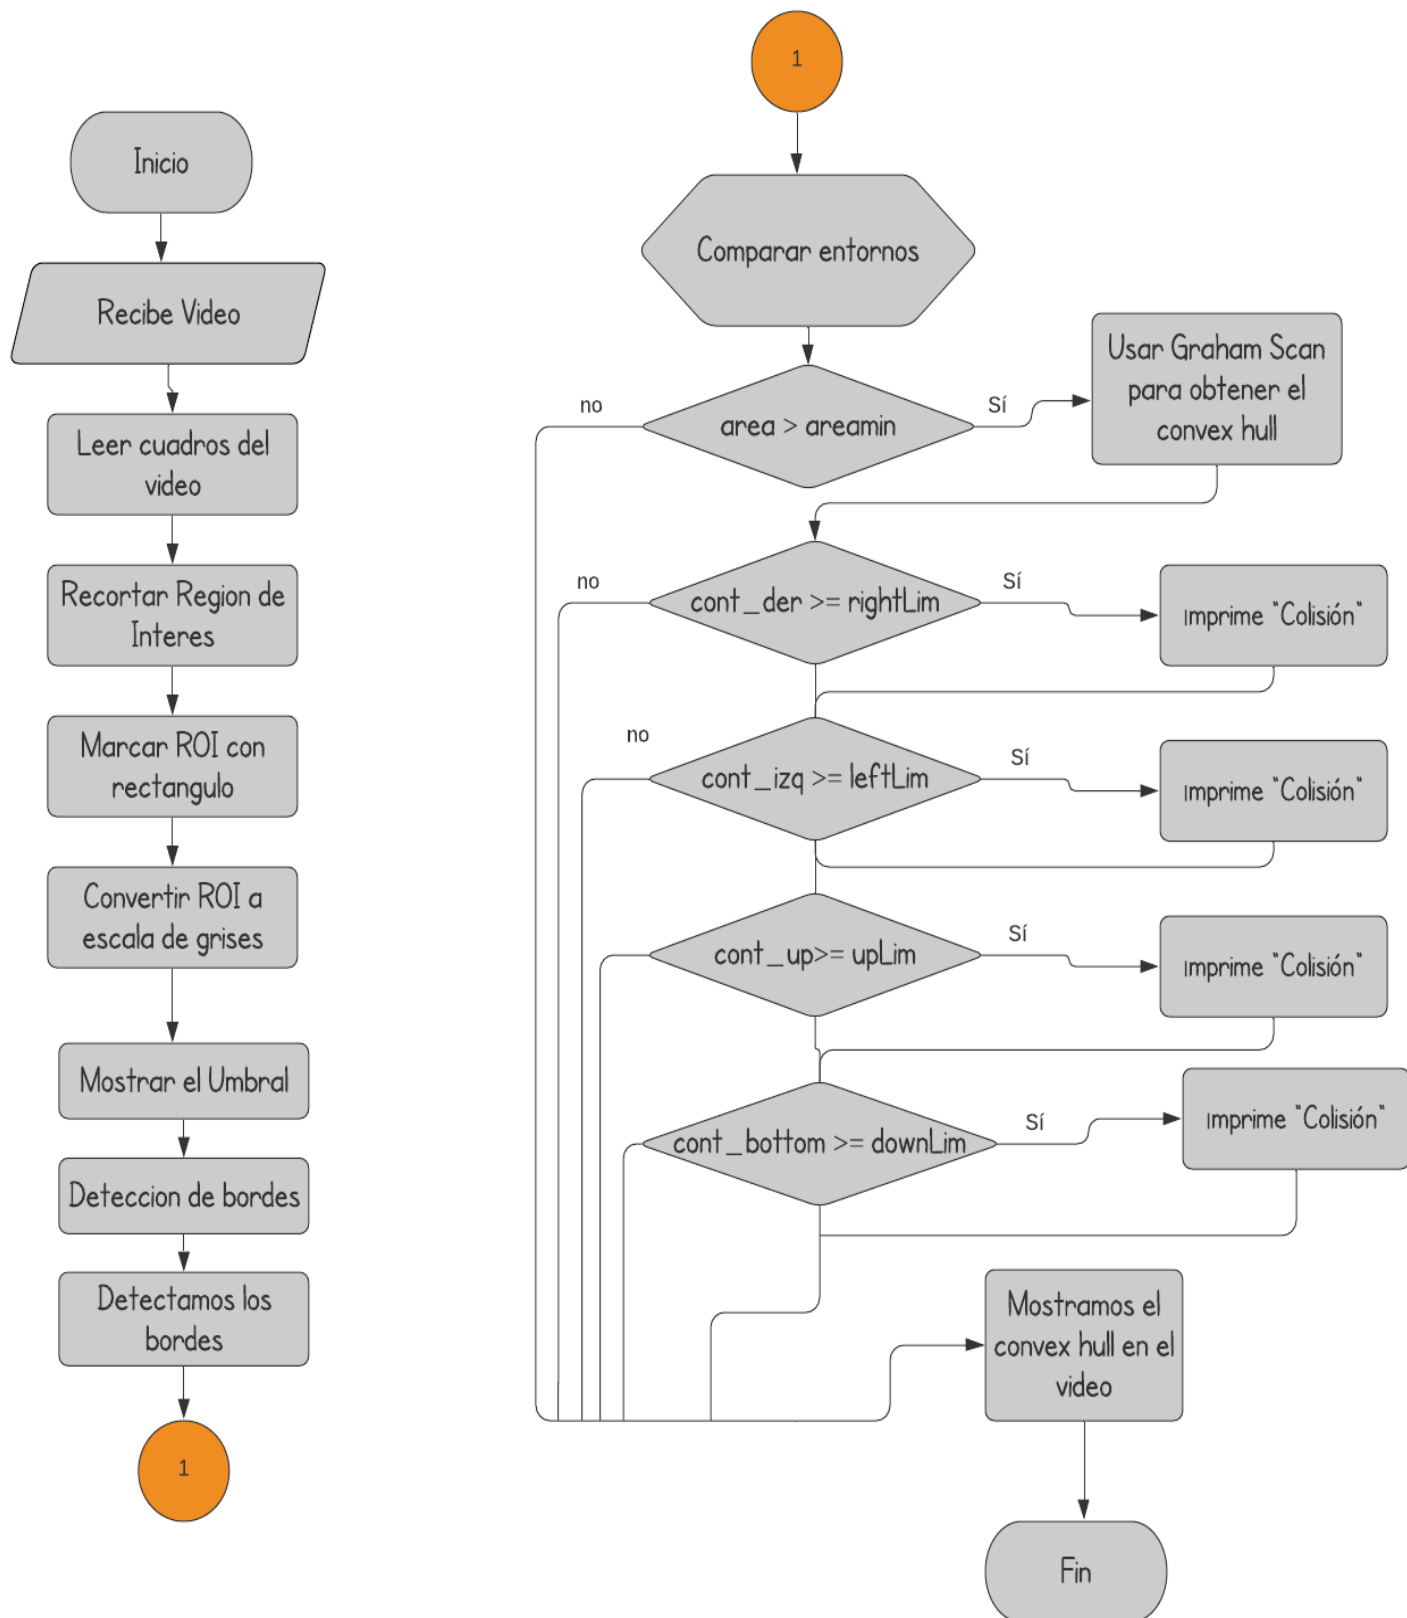 Inicio
Recibe Video
Leer cuadros del
video
Recortar Region de
Interes
Marcar ROI con
rectangulo
Convertir ROI a
escala de grises
Mostrar el Umbral
Deteccion de bordes
Detectamos los
bordes
1
1
Comparar entornos
no
area > areamin
Sí
Usar Graham Scan
para obtener el
convex hull
no
cont_der >= rightLim
Sí
Imprime "Colisión"
no
cont_izq >= leftLim
Sí
Imprime "Colisión"
cont_up>= upLim
Sí
Imprime "Colisión"
cont_bottom >= downLim
Sí
Imprime "Colisión"
Mostramos el
convex hull en el
video
Fin